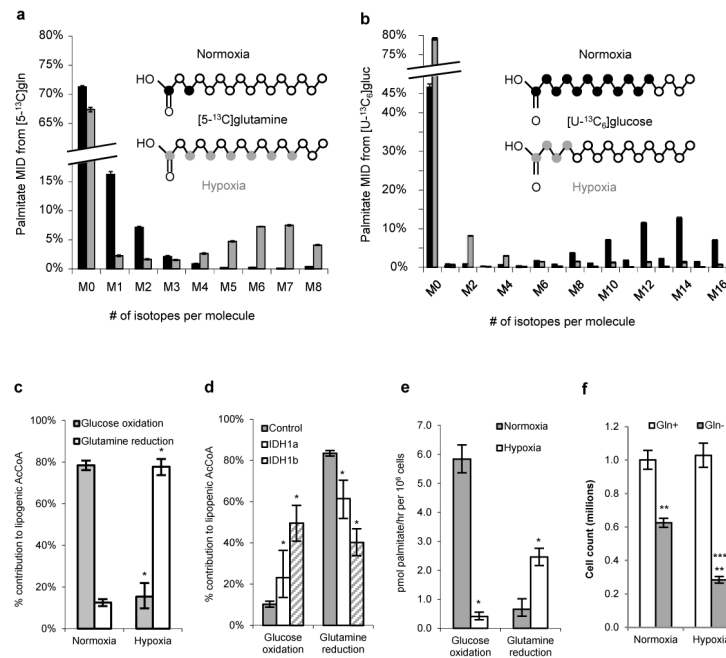 a
Palmitate MID from [5-¹³C]gln
80%
75%
70%
65%
15%
10%
5%
0%
Normoxia
HO
O
[5-¹³C]glutamine
HO
O
Hypoxia
M0 M1 M2 M3 M4 M5 M6 M7 M8
# of isotopes per molecule
b
Palmitate MID from [U-¹³C₆]gluc
80%
75%
45%
40%
30%
20%
10%
0%
Normoxia
HO
O
[U-¹³C₆]glucose
HO
O
Hypoxia
M0 M2 M4 M6 M8 M10 M12 M14 M16
# of isotopes per molecule
c
% contribution to lipogenic AcCoA
100%
80%
60%
40%
20%
0%
Glucose oxidation
Glutamine reduction
*
*
Normoxia Hypoxia
d
% contribution to lipogenic AcCoA
100%
80%
60%
40%
20%
0%
Control
IDH1a
IDH1b
*
*
*
*
Glucose oxidation
Glutamine reduction
e
pmol palmitate/hr per 10⁶ cells
7.0
6.0
5.0
4.0
3.0
2.0
1.0
0.0
Normoxia
Hypoxia
*
*
Glucose oxidation
Glutamine reduction
f
Cell count (millions)
1.2
1.0
0.8
0.6
0.4
0.2
0.0
Gln+ Gln-
**
***
**
Normoxia Hypoxia